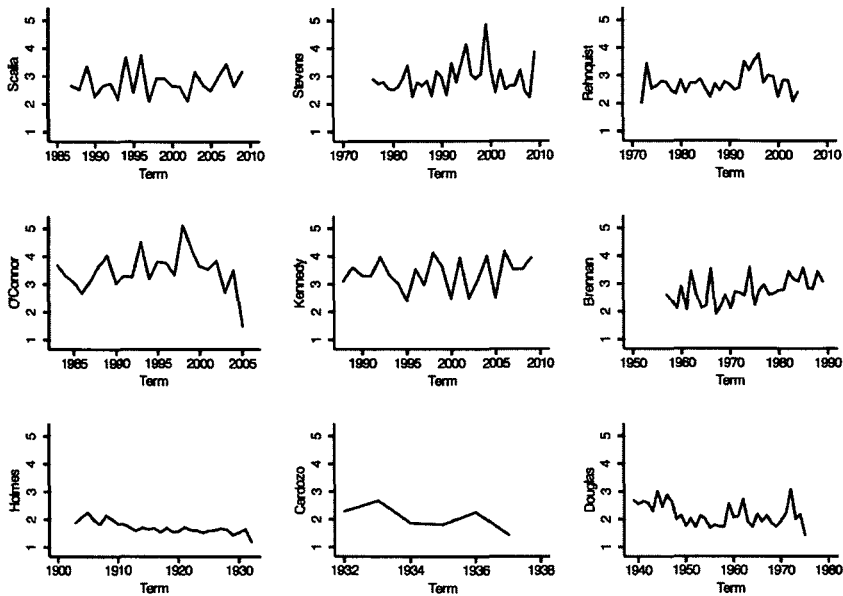 Scalia
5
4
3
2
1
1985 1990 1995 2000 2005 2010
Term
Stevens
5
4
3
2
1
1970 1980 1990 2000 2010
Term
Rehnquist
5
4
3
2
1
1970 1980 1990 2000 2010
Term
O'Connor
5
4
3
2
1
1985 1990 1995 2000 2005
Term
Kennedy
5
4
3
2
1
1990 1995 2000 2005 2010
Term
Brennan
5
4
3
2
1
1950 1960 1970 1980 1990
Term
Holmes
5
4
3
2
1
1900 1910 1920 1930
Term
Cardozo
5
4
3
2
1
1932 1934 1936 1938
Term
Douglas
5
4
3
2
1
1940 1950 1960 1970 1980
Term